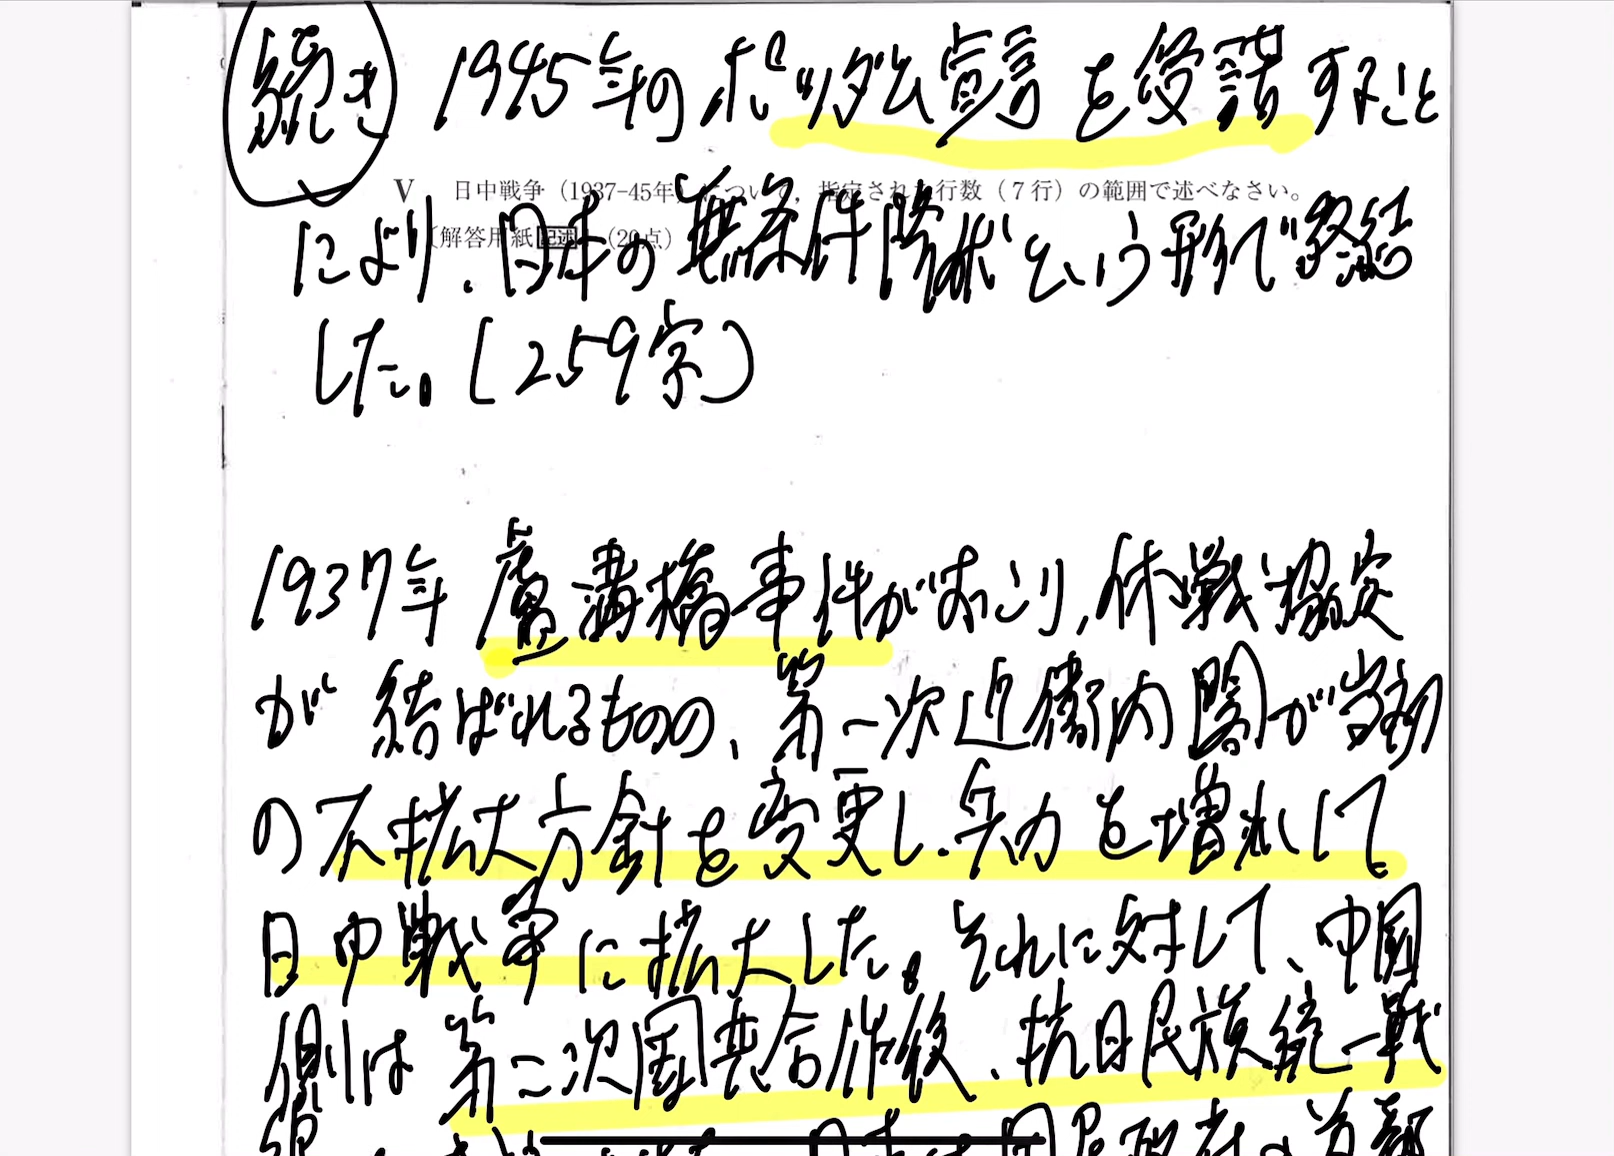 続き 1945年のポツダム宣言を受諾すること
V 日中戦争(1937-45年)について,指定された行数(7行)の範囲で述べなさい。
により、日本の無条件降伏という形で終結
〔解答用紙記述〕(20点)
した。(259字)
1937年盧溝橋事件がおこり、休戦協定
が結ばれるものの、第一次近衛内閣が当初
の不拡大方針を変更し、兵力を増派して
日中戦争に拡大した。それに対して、中国
側は第二次国共合作後、抗日民族統一戦